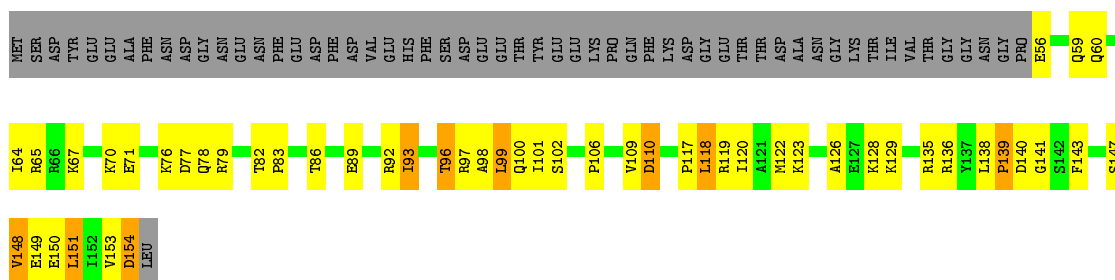 MET SER ASP TYR GLU GLU ALA PHE ASN ASP GLY ASN GLU ASN PHE GLU ASP PHE ASP VAL GLU HIS PHE SER ASP GLU GLU THR TYR GLU GLU LYS PRO GLN PHE LYS ASP GLY GLU THR THR ASP ALA ASN GLY LYS THR ILE VAL THR GLY GLY ASN GLY PRO E56 Q59 Q60
I64 R65 R66 K67 K70 E71 K76 D77 Q78 R79 T82 P83 T86 E89 R92 I93 T96 R97 A98 L99 Q100 I101 S102 P106 V109 D110 P117 L118 R119 I120 A121 M122 K123 A126 E127 K128 K129 R135 R136 Y137 L138 P139 D140 G141 S142 F143 S147
V148 E149 E150 L151 I152 V153 D154 LEU